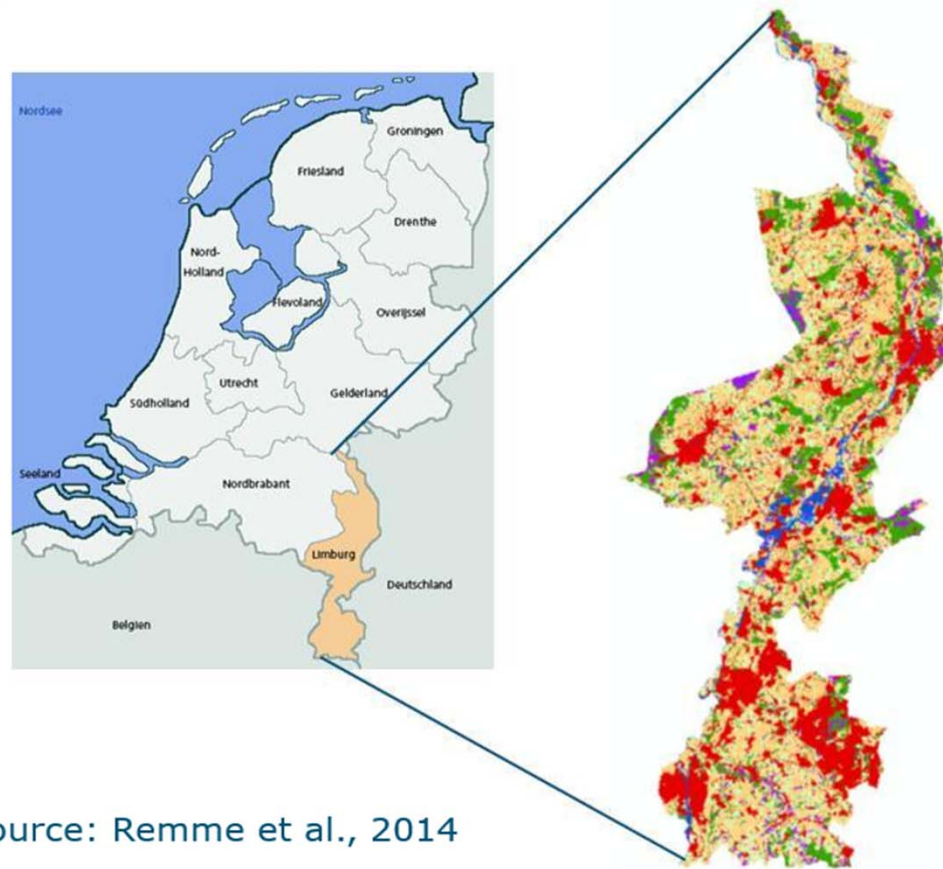 Nordsee
Groningen
Friesland
Drenthe
Nord-
Holland
Flevoland
Overijssel
Utrecht
Gelderland
Südholland
Seeland
Nordbrabant
Limburg
Deutschland
Belgien
ource: Remme et al., 2014